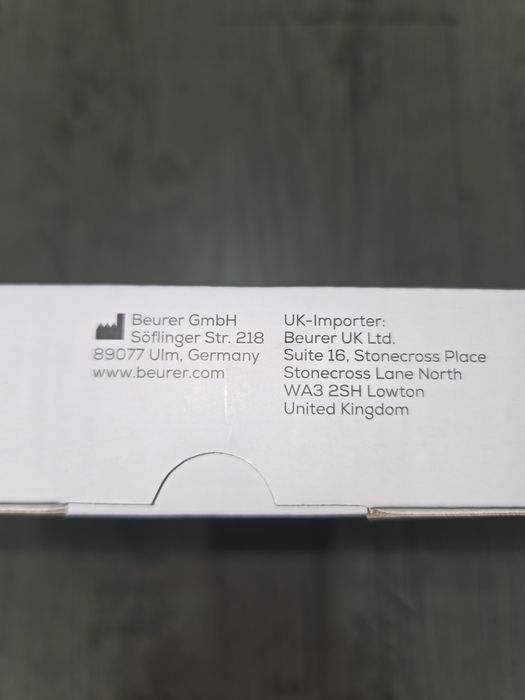 Beurer GmbH
Söflinger Str. 218
89077 Ulm, Germany
www.beurer.com
UK-Importer:
Beurer UK Ltd.
Suite 16, Stonecross Place
Stonecross Lane North
WA3 2SH Lowton
United Kingdom